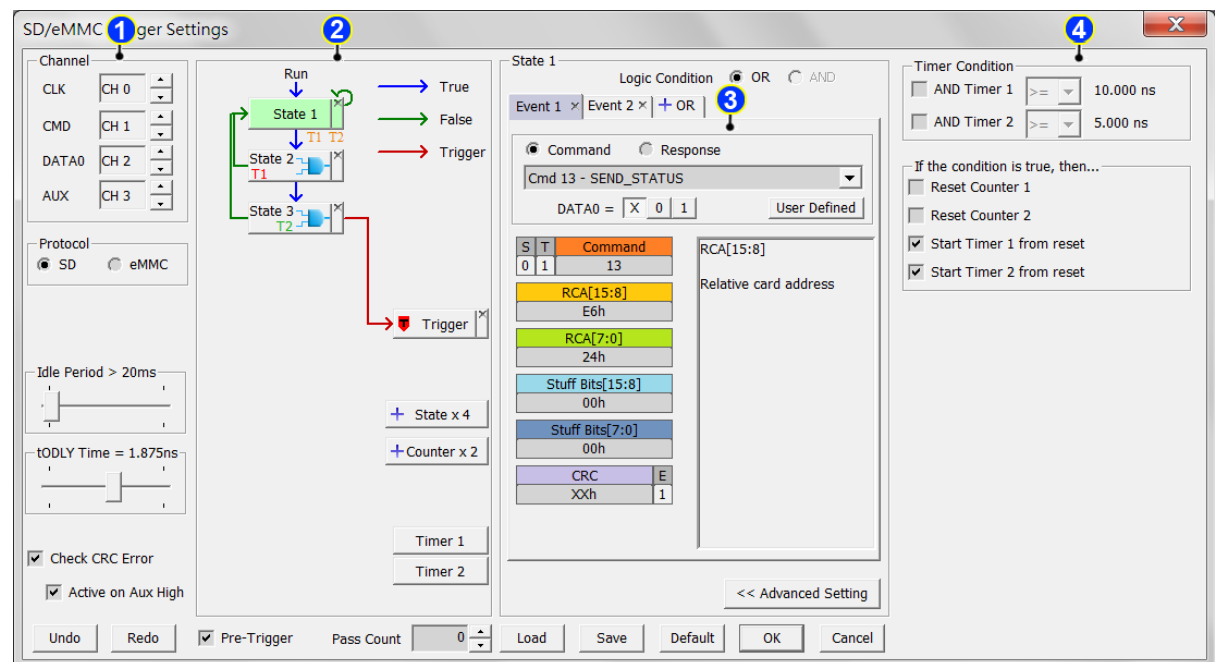 SD/eMMC 1 ger Settings
2
4
X
Channel
CLK CH 0
CMD CH 1
DATA0 CH 2
AUX CH 3
Protocol
SD eMMC
Idle Period > 20ms
tODLY Time = 1.875ns
Check CRC Error
Active on Aux High
Run
True
False
Trigger
State 1
T1 T2
State 2
T1
State 3
T2
Trigger
+ State x 4
+ Counter x 2
Timer 1
Timer 2
State 1
Logic Condition OR AND
Event 1 × Event 2 × + OR
3
Command Response
Cmd 13 - SEND_STATUS
DATA0 = X 0 1 User Defined
S T Command
0 1 13
RCA[15:8]
E6h
RCA[7:0]
24h
Stuff Bits[15:8]
00h
Stuff Bits[7:0]
00h
CRC E
XXh 1
RCA[15:8]
Relative card address
<< Advanced Setting
Timer Condition
AND Timer 1 >= 10.000 ns
AND Timer 2 >= 5.000 ns
If the condition is true, then...
Reset Counter 1
Reset Counter 2
Start Timer 1 from reset
Start Timer 2 from reset
Undo Redo Pre-Trigger Pass Count 0 Load Save Default OK Cancel